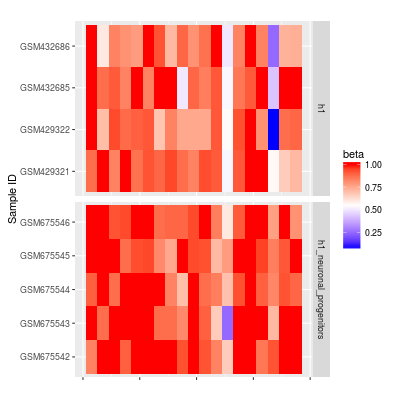 GSM432686
GSM432685
GSM429322
GSM429321
h1
GSM675546
GSM675545
GSM675544
GSM675543
GSM675542
h1_neuronal_progenitors
Sample ID
beta
1.00
0.75
0.50
0.25